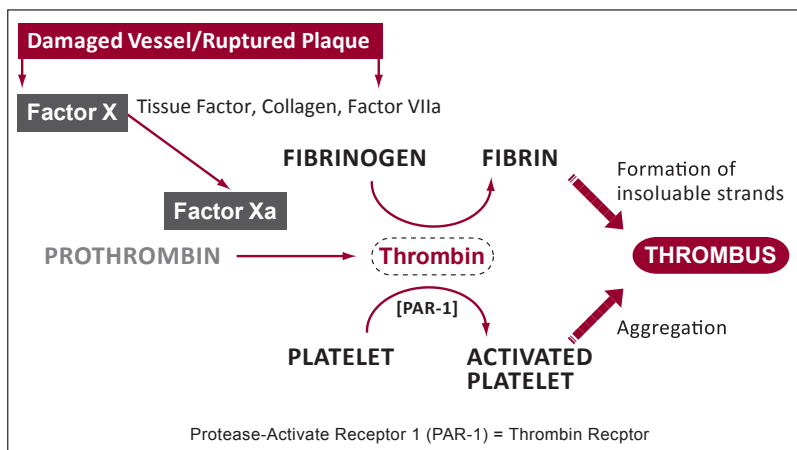 Damaged Vessel/Ruptured Plaque
Factor X
Tissue Factor, Collagen, Factor VIIa
FIBRINOGEN
FIBRIN
Formation of
insoluable strands
Factor Xa
PROTHROMBIN
Thrombin
THROMBUS
[PAR-1]
PLATELET
ACTIVATED
PLATELET
Aggregation
Protease-Activate Receptor 1 (PAR-1) = Thrombin Recptor